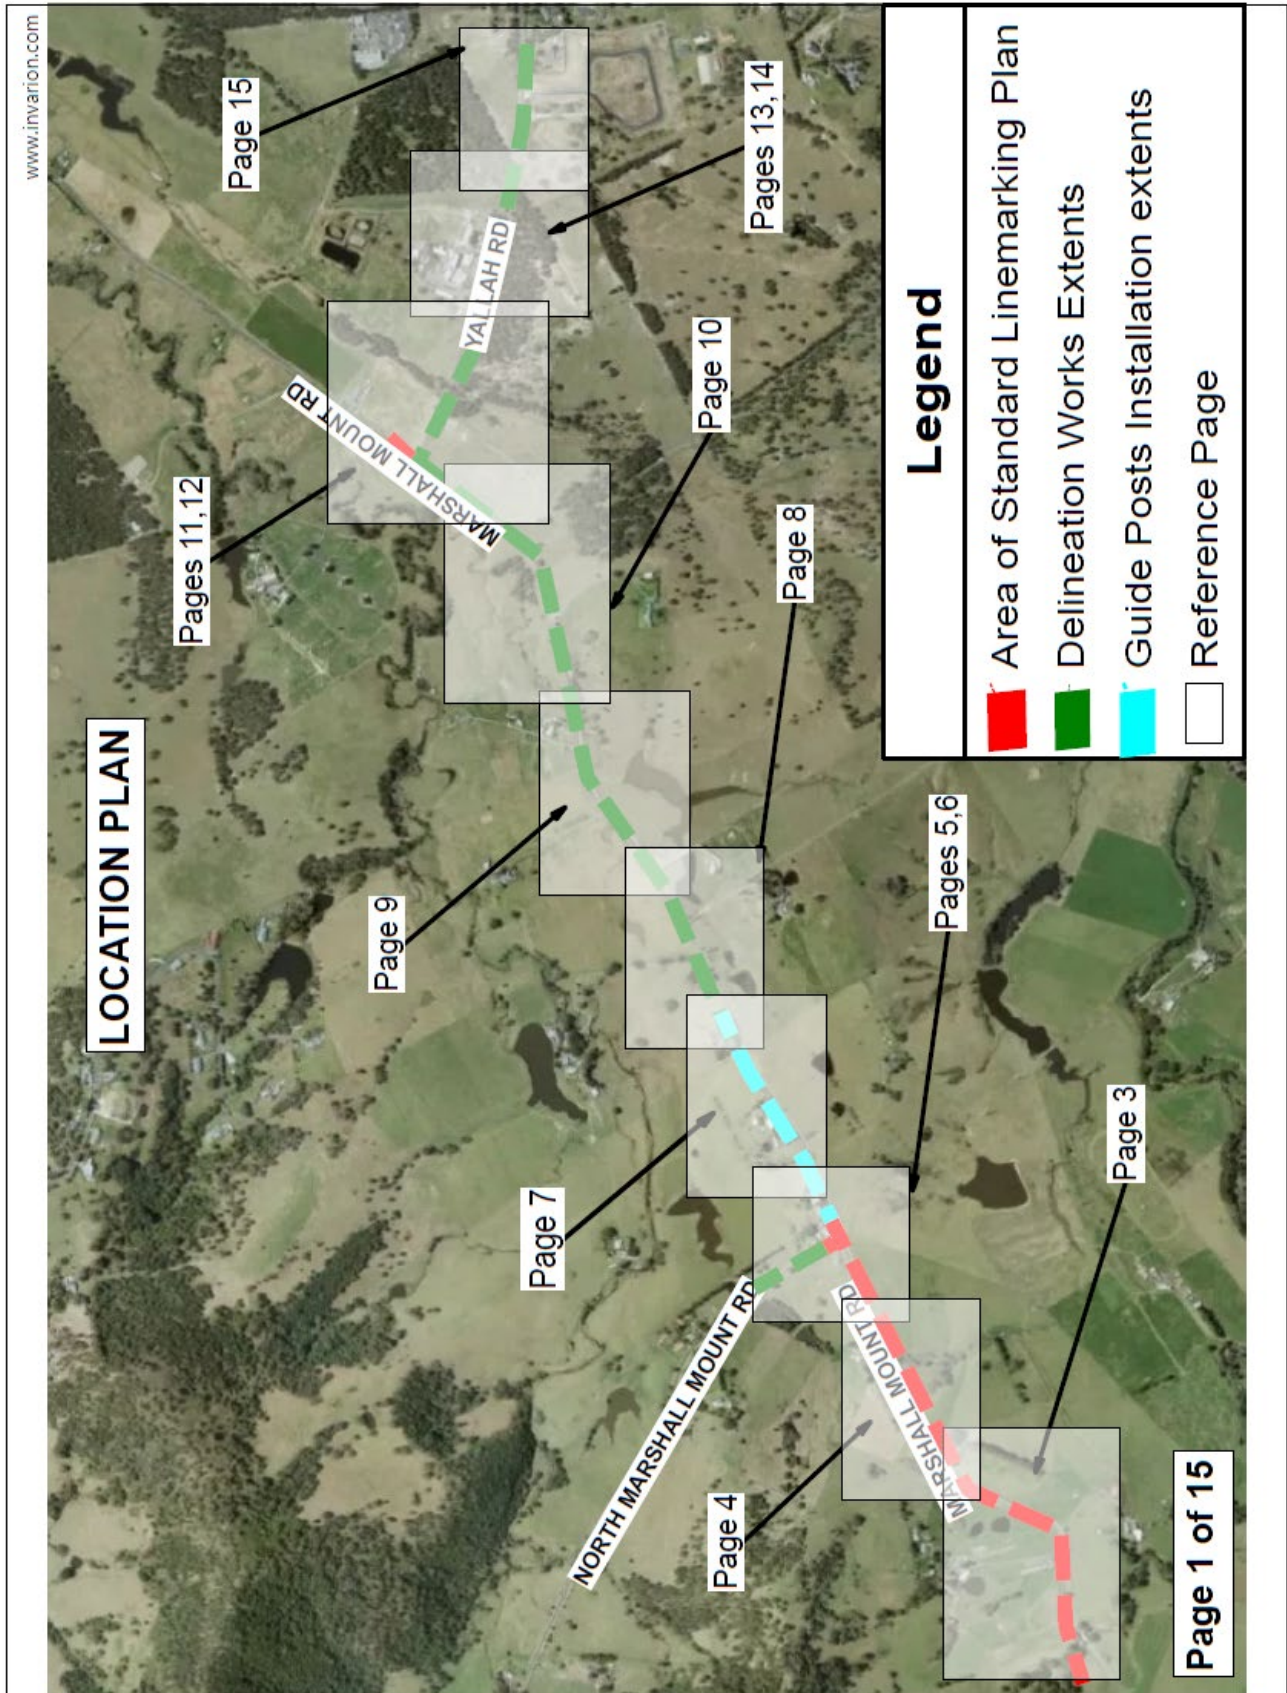 www.invarion.com
LOCATION PLAN
Page 15
Pages 13,14
YALLAH RD
MARSHALL MOUNT RD
Pages 11,12
Page 10
Page 8
Page 9
Pages 5,6
Page 7
Page 3
NORTH MARSHALL MOUNT RD
MARSHALL MOUNT RD
Page 4
Legend
Area of Standard Linemarking Plan
Delineation Works Extents
Guide Posts Installation extents
Reference Page
Page 1 of 15